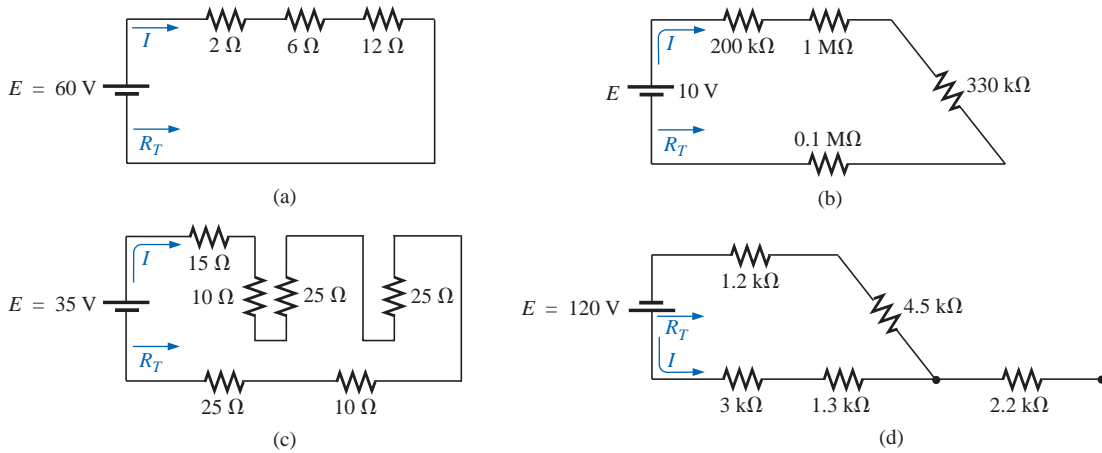 I
2 Ω
6 Ω
12 Ω
E = 60 V
R_T
(a)
I
200 kΩ
1 MΩ
E
10 V
330 kΩ
R_T
0.1 MΩ
(b)
I
15 Ω
10 Ω
25 Ω
25 Ω
E = 35 V
R_T
25 Ω
10 Ω
(c)
1.2 kΩ
E = 120 V
4.5 kΩ
R_T
I
3 kΩ
1.3 kΩ
2.2 kΩ
(d)